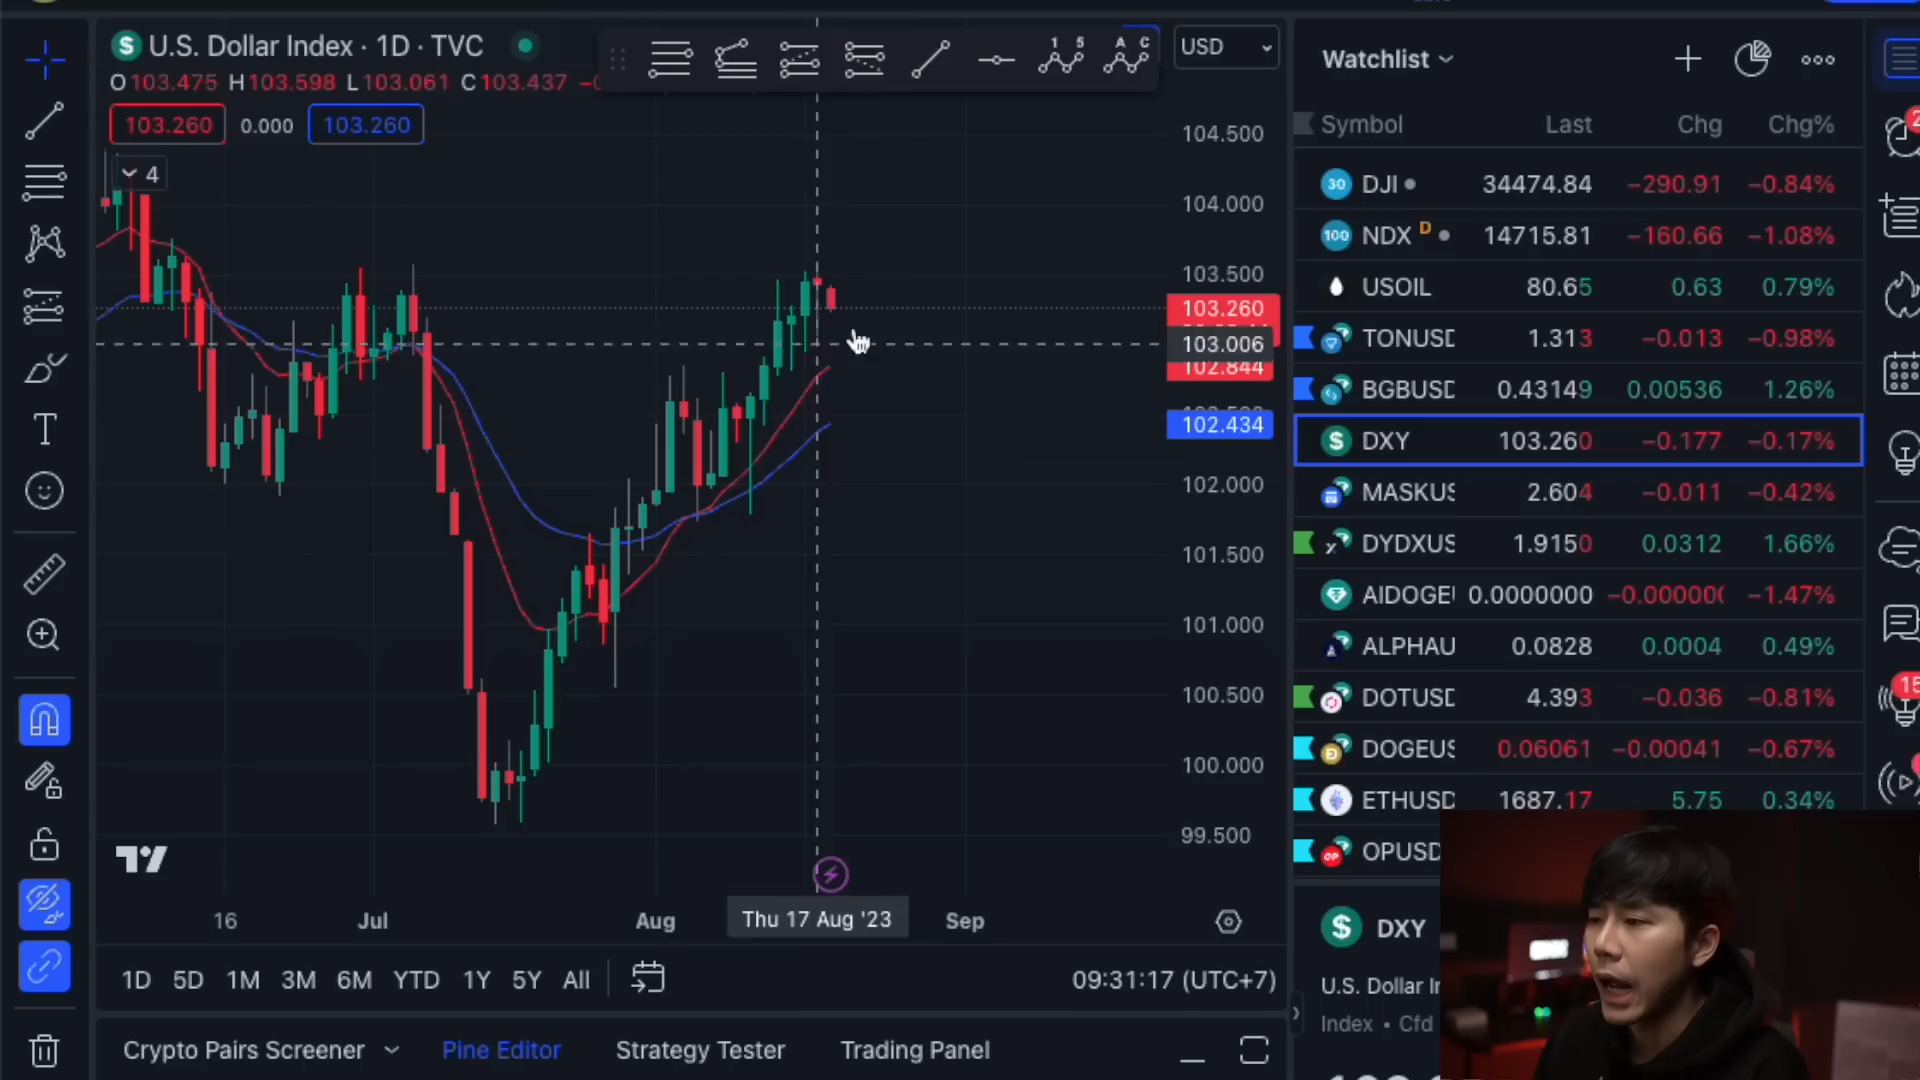 U.S. Dollar Index · 1D · TVC
O103.475 H103.598 L103.061 C103.437
103.260 0.000 103.260
4
1 5
A C
USD
104.500
104.000
103.500
103.260
103.006
102.844
102.434
102.000
101.500
101.000
100.500
100.000
99.500
16 Jul Aug Thu 17 Aug '23 Sep
1D 5D 1M 3M 6M YTD 1Y 5Y All 09:31:17 (UTC+7)
Crypto Pairs Screener Pine Editor Strategy Tester Trading Panel
Watchlist
Symbol Last Chg Chg%
30 DJI 34474.84 −290.91 −0.84%
100 NDX D 14715.81 −160.66 −1.08%
USOIL 80.65 0.63 0.79%
TONUSD 1.313 −0.013 −0.98%
BGBUSD 0.43149 0.00536 1.26%
$ DXY 103.260 −0.177 −0.17%
MASKUS 2.604 −0.011 −0.42%
DYDXUS 1.9150 0.0312 1.66%
AIDOGE 0.0000000 −0.00000 −1.47%
ALPHAU 0.0828 0.0004 0.49%
DOTUSD 4.393 −0.036 −0.81%
DOGEUS 0.06061 −0.00041 −0.67%
ETHUSD 1687.17 5.75 0.34%
OP OPUSD
$ DXY
U.S. Dollar
Index • Cfd
15